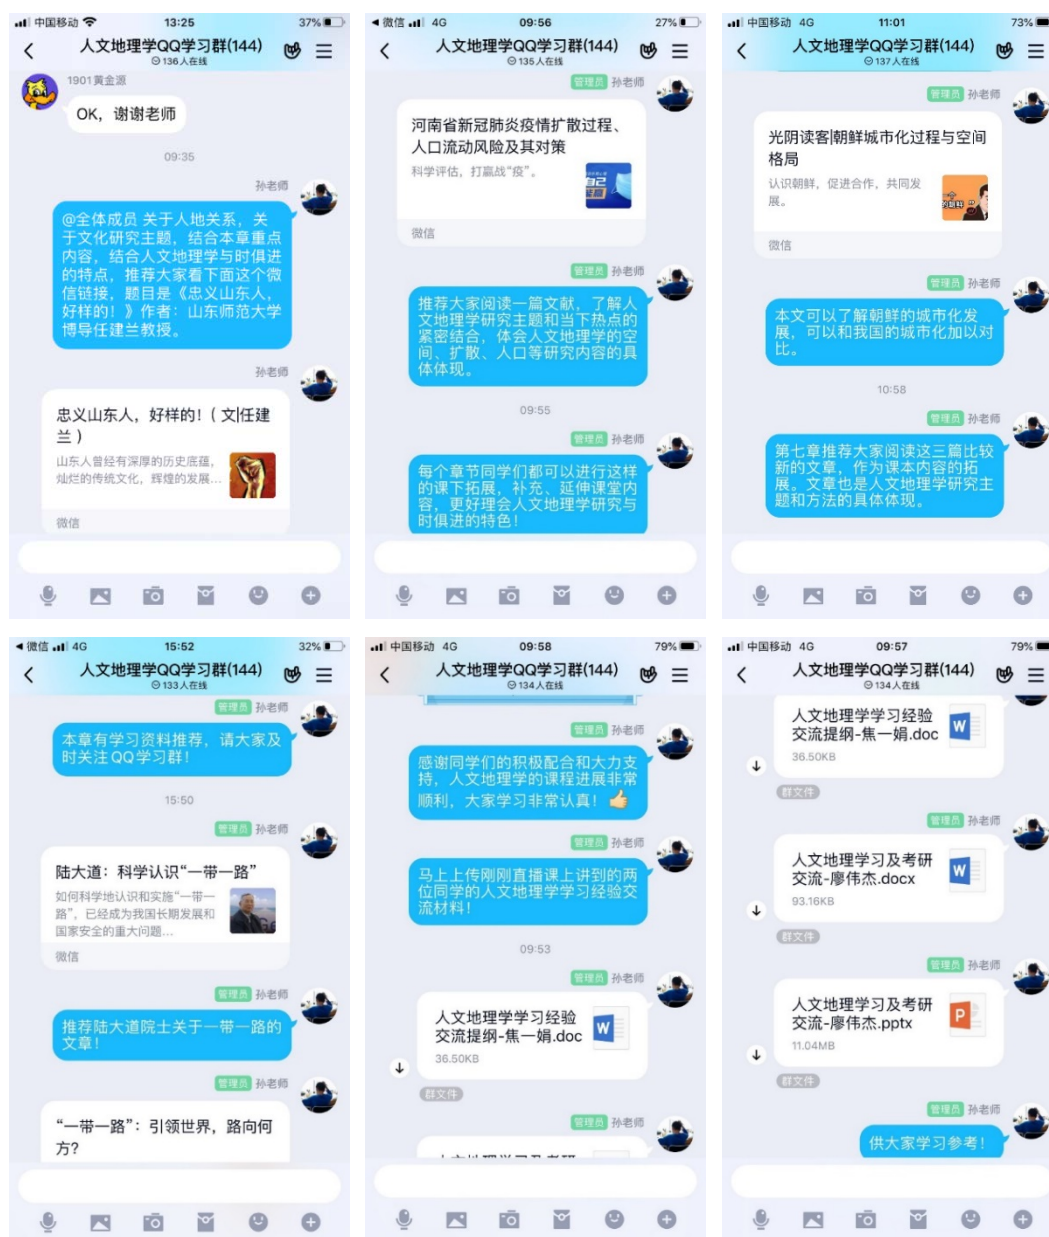 中国移动 13:25 37%
人文地理学QQ学习群(144)
136人在线
1901黄金源
OK，谢谢老师
09:35
孙老师
@全体成员 关于人地关系，关
于文化研究主题，结合本章重点
内容，结合人文地理学与时俱进
的特点，推荐大家看下面这个微
信链接，题目是《忠义山东人，
好样的！》作者：山东师范大学
博导任建兰教授。
孙老师
忠义山东人，好样的！( 文|任建
兰 )
山东人曾经有深厚的历史底蕴，
灿烂的传统文化，辉煌的发展...
微信
微信 4G 09:56 27%
人文地理学QQ学习群(144)
135人在线
管理员 孙老师
河南省新冠肺炎疫情扩散过程、
人口流动风险及其对策
科学评估，打赢战“疫”。
微信
管理员 孙老师
推荐大家阅读一篇文献，了解人
文地理学研究主题和当下热点的
紧密结合，体会人文地理学的空
间、扩散、人口等研究内容的具
体体现。
09:55
管理员 孙老师
每个章节同学们都可以进行这样
的课下拓展，补充、延伸课堂内
容，更好理会人文地理学研究与
时俱进的特色！
中国移动 4G 11:01 73%
人文地理学QQ学习群(144)
137人在线
管理员 孙老师
光阴读客|朝鲜城市化过程与空间
格局
认识朝鲜，促进合作，共同发
展。
微信
管理员 孙老师
本文可以了解朝鲜的城市化发
展，可以和我国的城市化加以对
比。
10:58
管理员 孙老师
第七章推荐大家阅读这三篇比较
新的文章，作为课本内容的拓
展。文章也是人文地理学研究主
题和方法的具体体现。
微信 4G 15:52 32%
人文地理学QQ学习群(144)
133人在线
管理员 孙老师
本章有学习资料推荐，请大家及
时关注QQ学习群！
15:50
管理员 孙老师
陆大道：科学认识“一带一路”
如何科学地认识和实施“一带一
路”，已经成为我国长期发展和
国家安全的重大问题...
微信
管理员 孙老师
推荐陆大道院士关于一带一路的
文章！
管理员 孙老师
“一带一路”：引领世界，路向何
方？
中国移动 4G 09:58 79%
人文地理学QQ学习群(144)
134人在线
管理员 孙老师
感谢同学们的积极配合和大力支
持，人文地理学的课程进展非常
顺利，大家学习非常认真！
管理员 孙老师
马上上传刚刚直播课上讲到的两
位同学的人文地理学学习经验交
流材料！
09:53
管理员 孙老师
人文地理学学习经验
交流提纲-焦一娟.doc
36.50KB
群文件
管理员 孙老师
中国移动 4G 09:57 79%
人文地理学QQ学习群(144)
134人在线
人文地理学学习经验
交流提纲-焦一娟.doc
36.50KB
群文件
管理员 孙老师
人文地理学习及考研
交流-廖伟杰.docx
93.16KB
群文件
管理员 孙老师
人文地理学习及考研
交流-廖伟杰.pptx
11.04MB
群文件
管理员 孙老师
供大家学习参考！